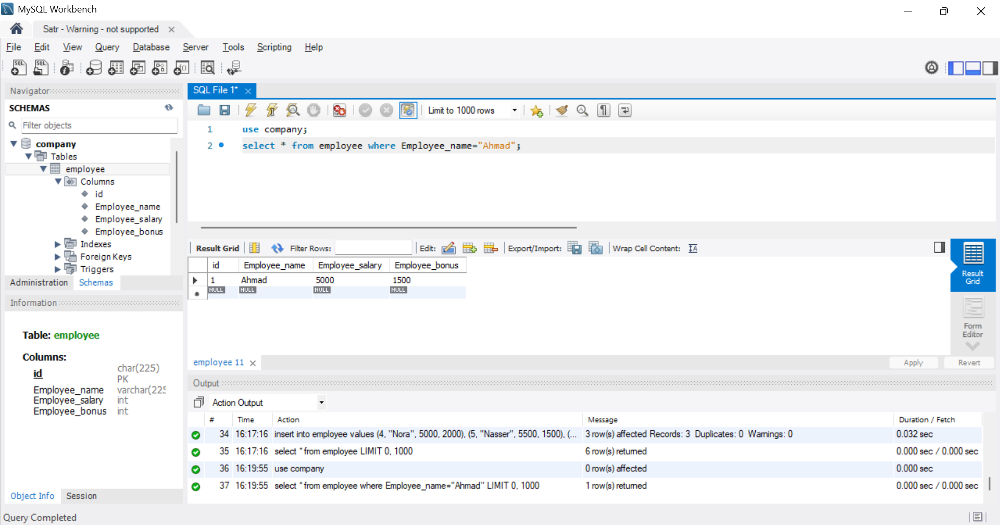 MySQL Workbench
Satr - Warning - not supported
File Edit View Query Database Server Tools Scripting Help
Navigator
SCHEMAS
Filter objects
company
Tables
employee
Columns
id
Employee_name
Employee_salary
Employee_bonus
Indexes
Foreign Keys
Triggers
Administration Schemas
Information
Table: employee
Columns:
id char(225) PK
Employee_name varchar(225
Employee_salary int
Employee_bonus int
Object Info Session
SQL File 1*
Limit to 1000 rows
1 use company;
2 select * from employee where Employee_name="Ahmad";
Result Grid Filter Rows: Edit: Export/Import: Wrap Cell Content:
id Employee_name Employee_salary Employee_bonus
1 Ahmad 5000 1500
NULL NULL NULL NULL
Result Grid
Form Editor
employee 11
Apply Revert
Output
Action Output
# Time Action Message Duration / Fetch
34 16:17:16 insert into employee values (4, "Nora", 5000, 2000), (5, "Nasser", 5500, 1500), (... 3 row(s) affected Records: 3 Duplicates: 0 Warnings: 0 0.032 sec
35 16:17:16 select * from employee LIMIT 0, 1000 6 row(s) returned 0.000 sec / 0.000 sec
36 16:19:55 use company 0 row(s) affected 0.000 sec
37 16:19:55 select * from employee where Employee_name="Ahmad" LIMIT 0, 1000 1 row(s) returned 0.000 sec / 0.000 sec
Query Completed